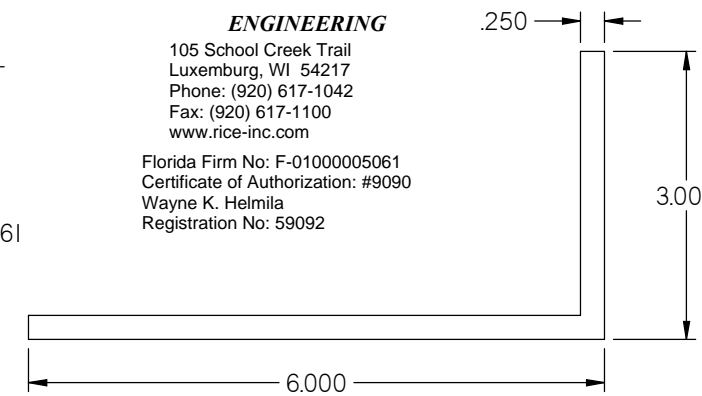 ENGINEERING
105 School Creek Trail
Luxemburg, WI 54217
Phone: (920) 617-1042
Fax: (920) 617-1100
www.rice-inc.com
Florida Firm No: F-01000005061
Certificate of Authorization: #9090
Wayne K. Helmila
Registration No: 59092
.250
3.00
61
6.000